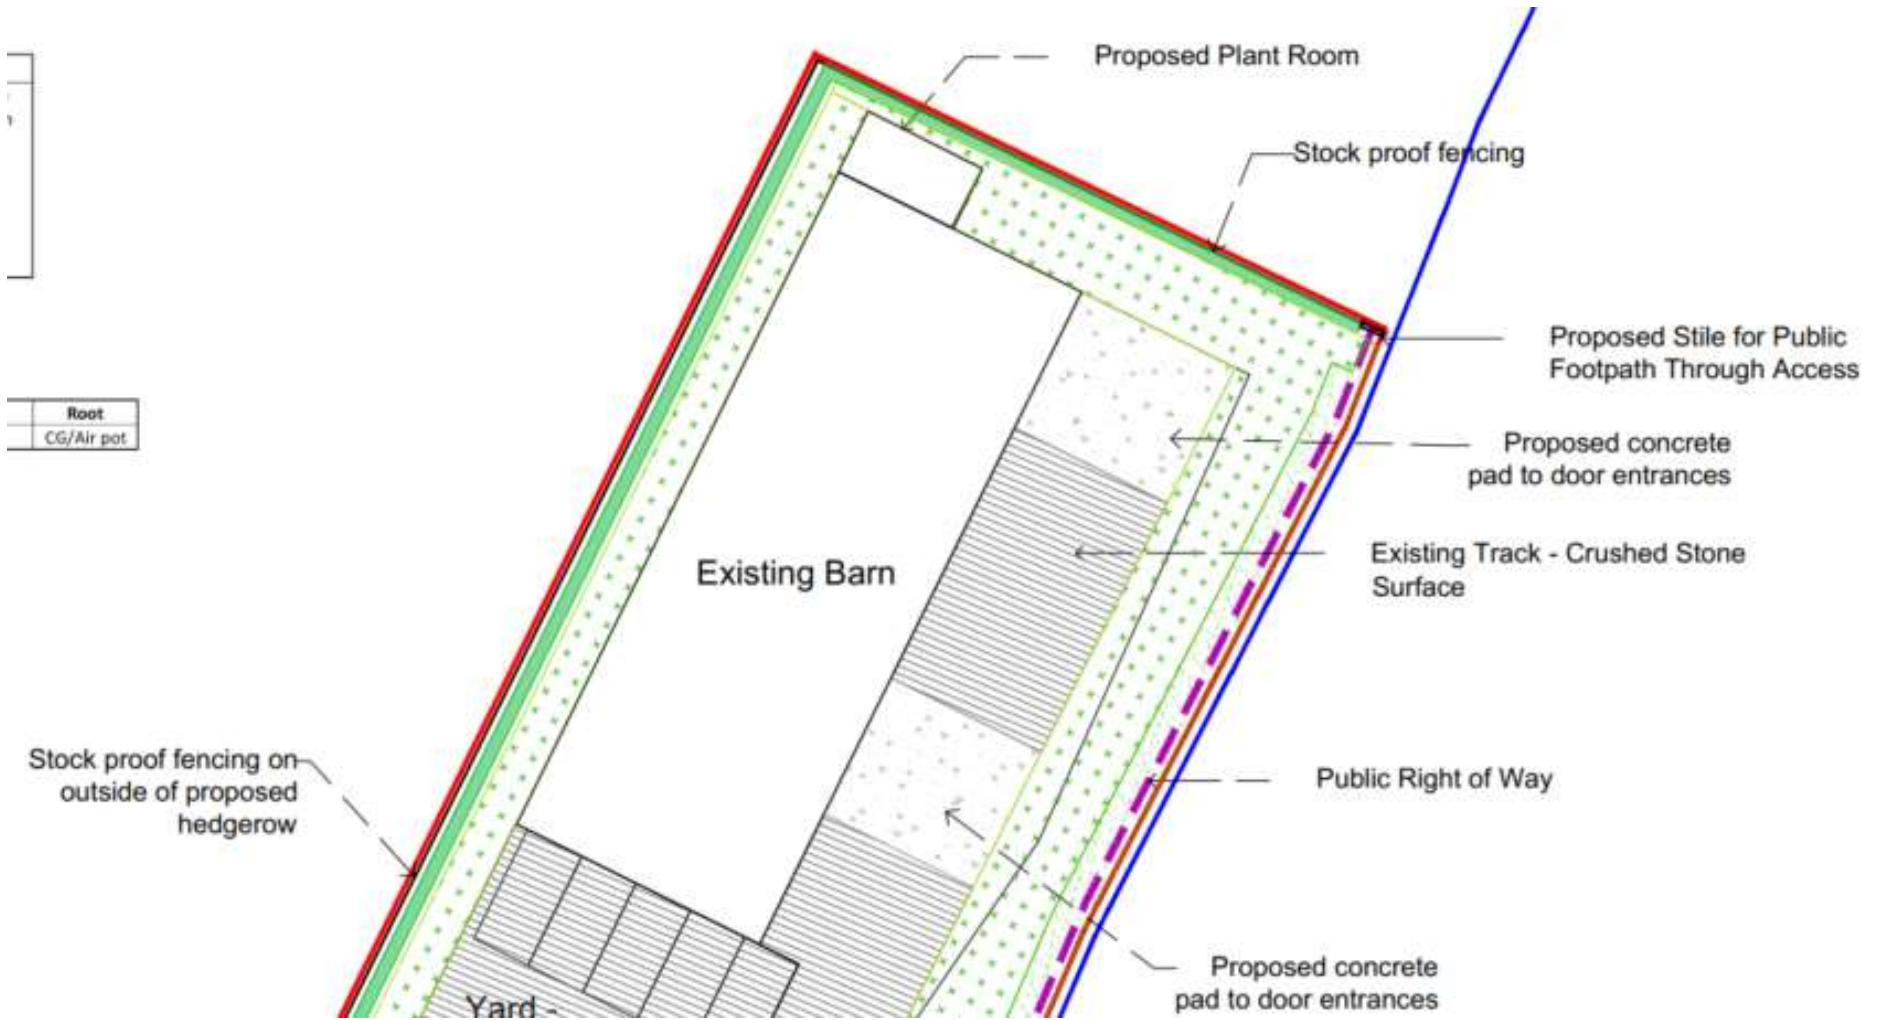 Proposed Plant Room
Stock proof fencing
Proposed Stile for Public
Footpath Through Access
Root
CG/Air pot
Proposed concrete
pad to door entrances
Existing Track - Crushed Stone
Surface
Existing Barn
Stock proof fencing on
outside of proposed
hedgerow
Public Right of Way
Proposed concrete
pad to door entrances
Yard -